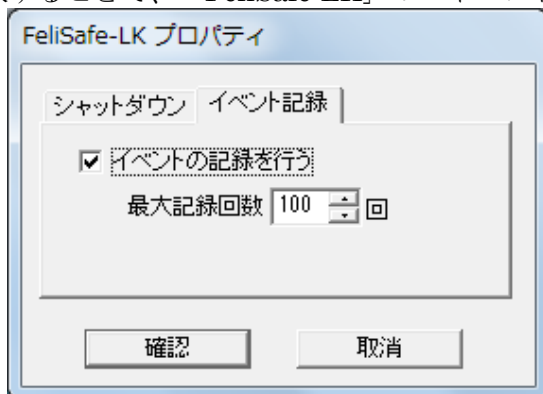 FeliSafe-LK プロパティ
シャットダウン イベント記録
イベントの記録を行う
最大記録回数 100 回
確認 取消